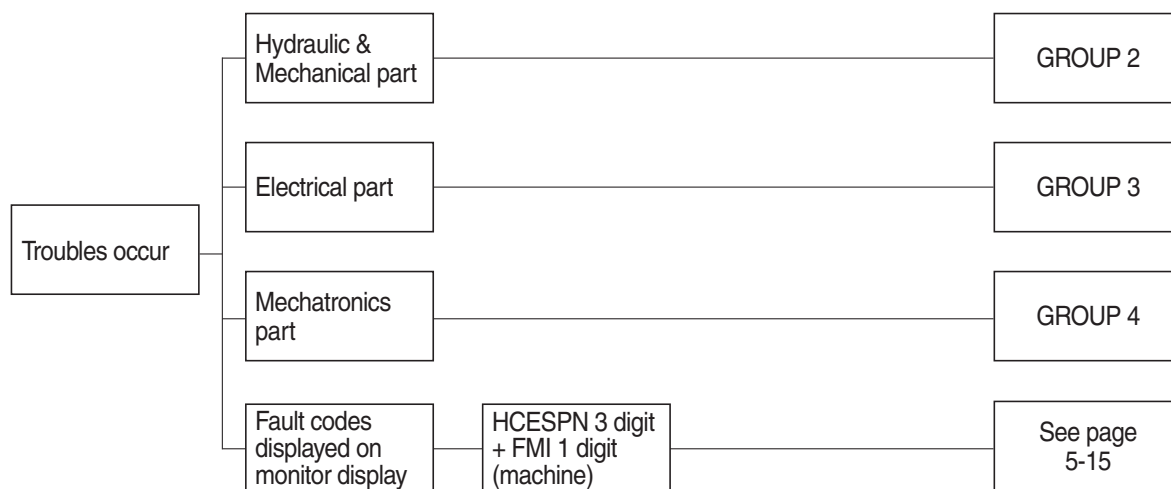 Hydraulic &
Mechanical part
GROUP 2
Electrical part
GROUP 3
Troubles occur
Mechatronics
part
GROUP 4
Fault codes
displayed on
monitor display
HCESPN 3 digit
+ FMI 1 digit
(machine)
See page
5-15